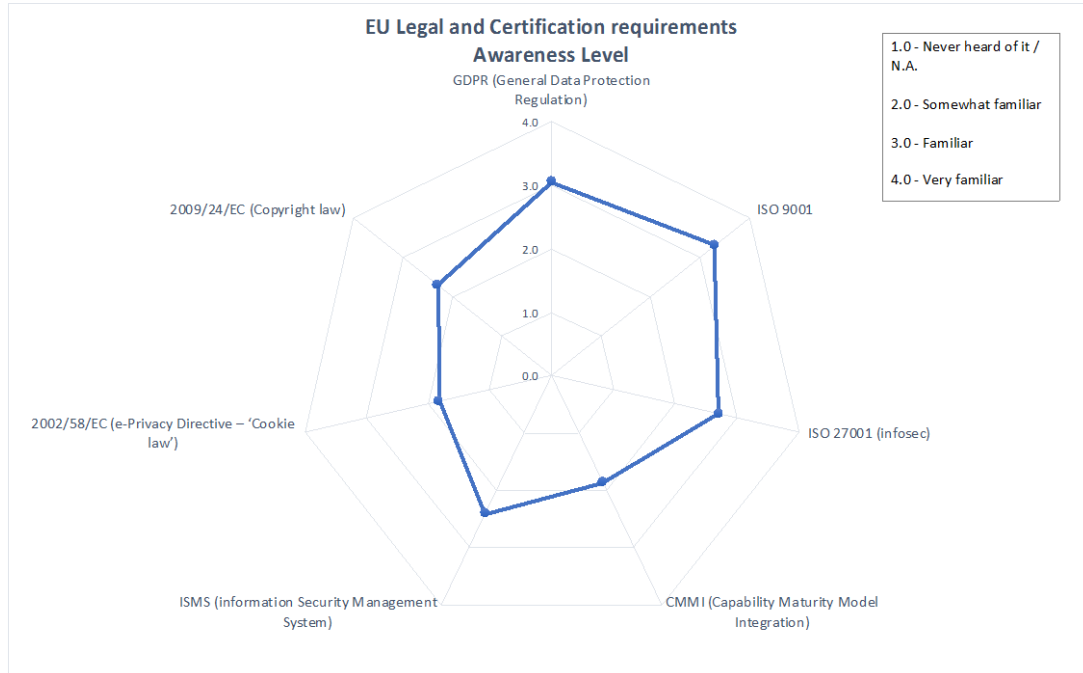 EU Legal and Certification requirements
Awareness Level
1.0 - Never heard of it /
N.A.
2.0 - Somewhat familiar
3.0 - Familiar
4.0 - Very familiar
GDPR (General Data Protection
Regulation)
4.0
3.0
2.0
1.0
0.0
2009/24/EC (Copyright law)
ISO 9001
2002/58/EC (e-Privacy Directive – ‘Cookie
law’)
ISO 27001 (infosec)
ISMS (information Security Management
System)
CMMI (Capability Maturity Model
Integration)